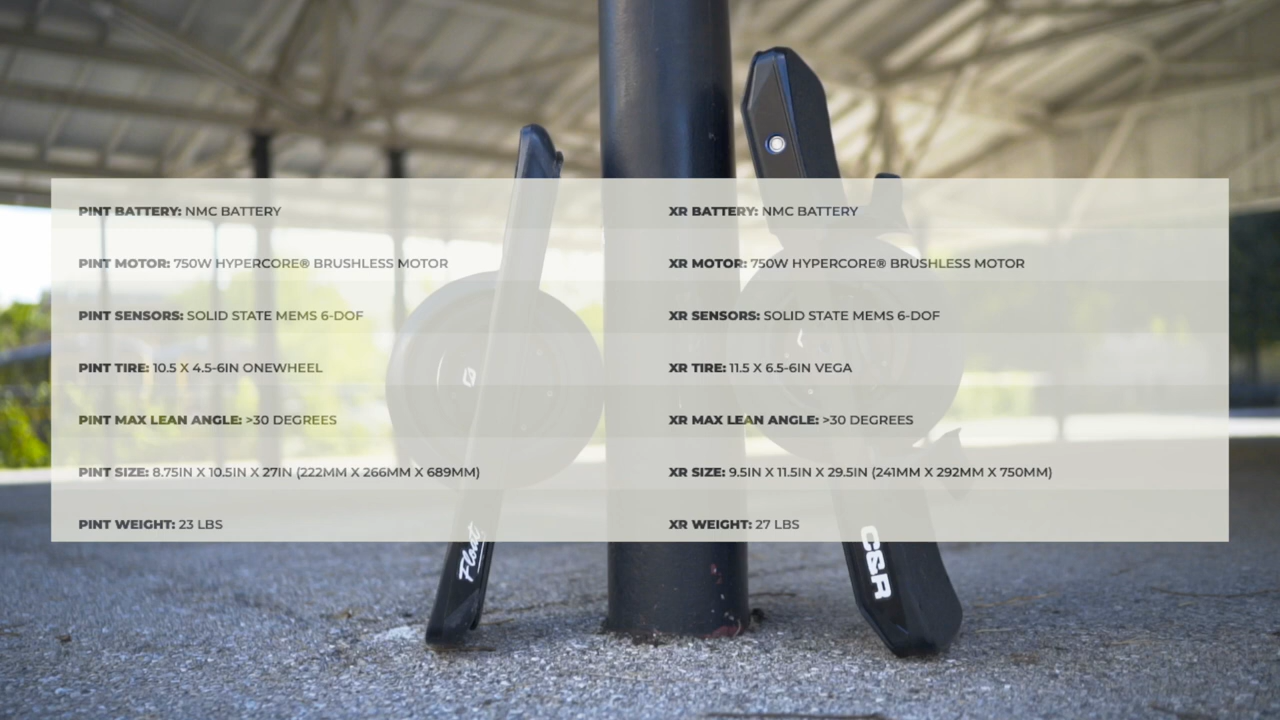 PINT BATTERY: NMC BATTERY
PINT MOTOR: 750W HYPERCORE® BRUSHLESS MOTOR
PINT SENSORS: SOLID STATE MEMS 6-DOF
PINT TIRE: 10.5 X 4.5-6IN ONEWHEEL
PINT MAX LEAN ANGLE: >30 DEGREES
PINT SIZE: 8.75IN X 10.5IN X 27IN (222MM X 266MM X 689MM)
PINT WEIGHT: 23 LBS
XR BATTERY: NMC BATTERY
XR MOTOR: 750W HYPERCORE® BRUSHLESS MOTOR
XR SENSORS: SOLID STATE MEMS 6-DOF
XR TIRE: 11.5 X 6.5-6IN VEGA
XR MAX LEAN ANGLE: >30 DEGREES
XR SIZE: 9.5IN X 11.5IN X 29.5IN (241MM X 292MM X 750MM)
XR WEIGHT: 27 LBS
Float
C&R